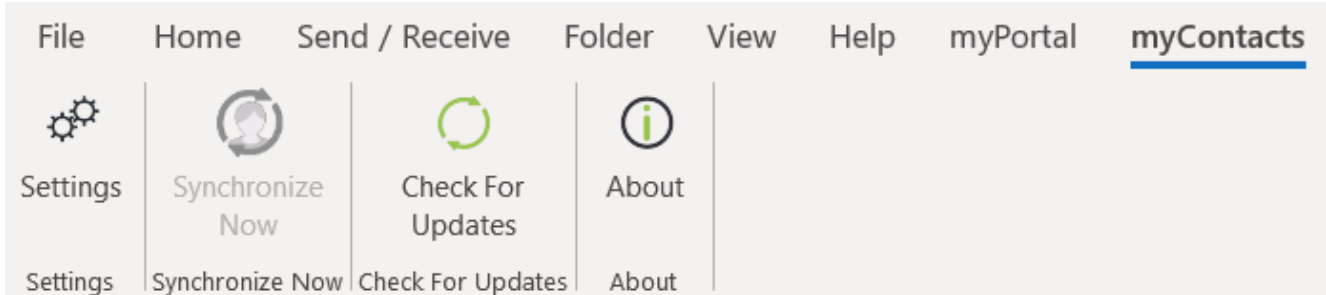 File Home Send / Receive Folder View Help myPortal myContacts
Settings Synchronize Check For About
Now Updates
Settings Synchronize Now Check For Updates About